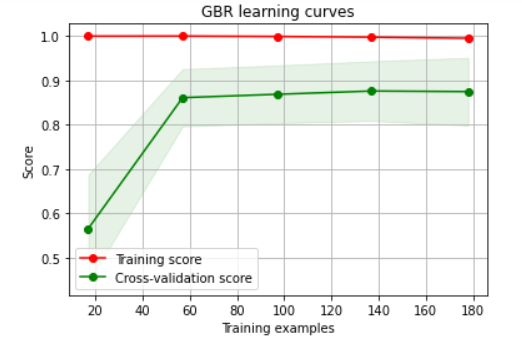 GBR learning curves
1.0
0.9
0.8
0.7
0.6
0.5
Score
Training score
Cross-validation score
20 40 60 80 100 120 140 160 180
Training examples